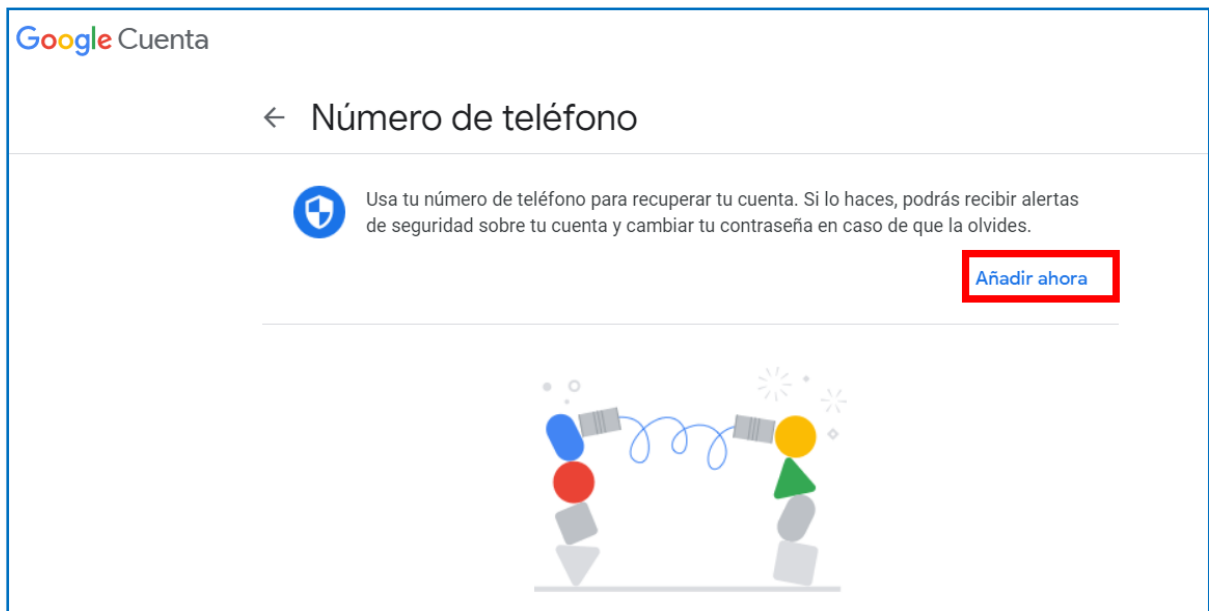 Google Cuenta
← Número de teléfono
Usa tu número de teléfono para recuperar tu cuenta. Si lo haces, podrás recibir alertas
de seguridad sobre tu cuenta y cambiar tu contraseña en caso de que la olvides.
Añadir ahora